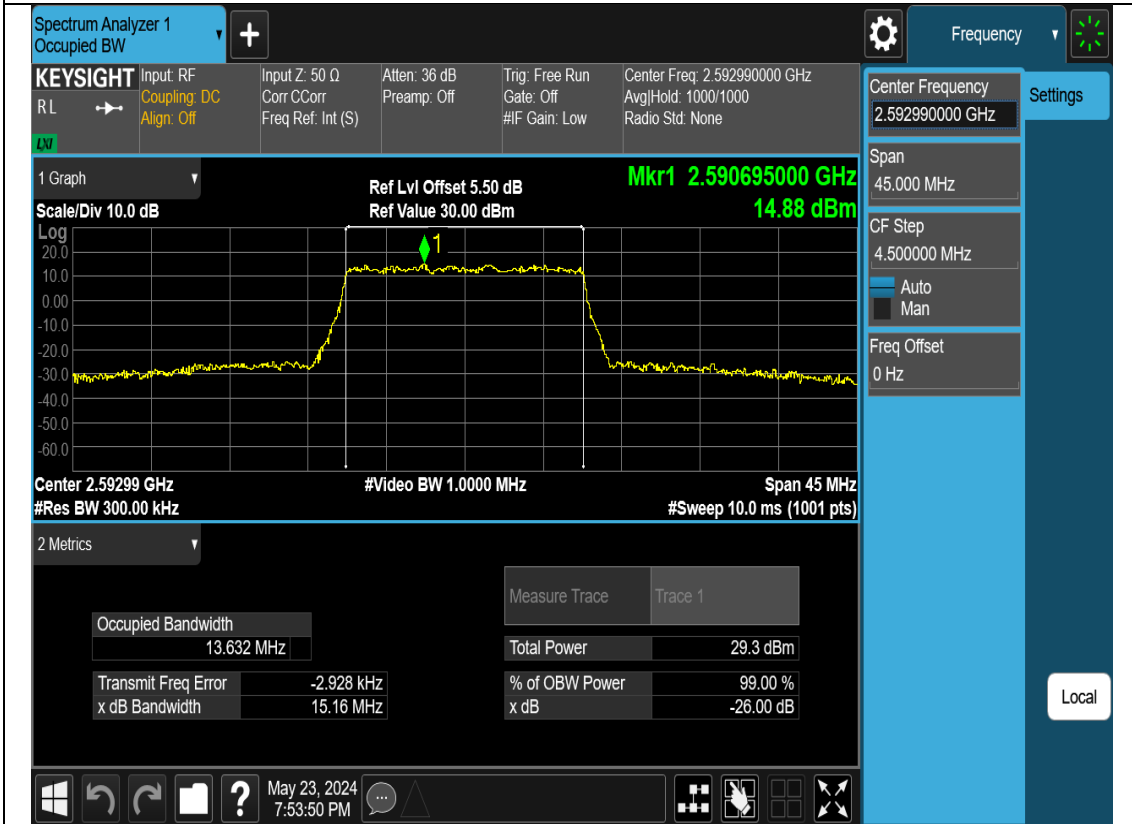 Spectrum Analyzer 1
Occupied BW
+
Frequency
KEYSIGHT
RL
LXI
Input: RF
Coupling: DC
Align: Off
Input Z: 50 Ω
Corr CCorr
Freq Ref: Int (S)
Atten: 36 dB
Preamp: Off
Trig: Free Run
Gate: Off
#IF Gain: Low
Center Freq: 2.592990000 GHz
Avg|Hold: 1000/1000
Radio Std: None
Center Frequency
2.592990000 GHz
Settings
Span
45.000 MHz
CF Step
4.500000 MHz
Auto
Man
Freq Offset
0 Hz
Local
1 Graph
Scale/Div 10.0 dB
Ref Lvl Offset 5.50 dB
Ref Value 30.00 dBm
Mkr1 2.590695000 GHz
14.88 dBm
Log
1
20.0
10.0
0.00
-10.0
-20.0
-30.0
-40.0
-50.0
-60.0
Center 2.59299 GHz
#Res BW 300.00 kHz
#Video BW 1.0000 MHz
Span 45 MHz
#Sweep 10.0 ms (1001 pts)
2 Metrics
Measure Trace Trace 1
Occupied Bandwidth
13.632 MHz
Total Power 29.3 dBm
Transmit Freq Error -2.928 kHz
% of OBW Power 99.00 %
x dB Bandwidth 15.16 MHz
x dB -26.00 dB
?
May 23, 2024
7:53:50 PM